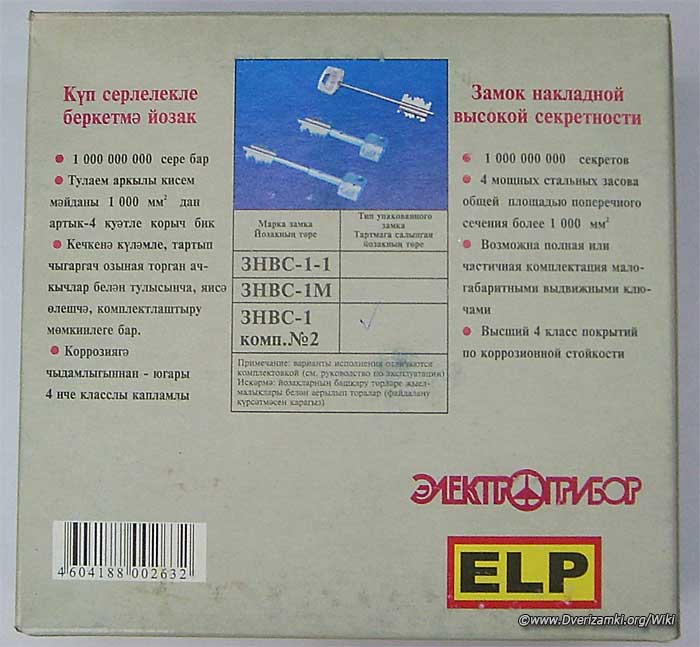 Күп серлелекле
беркетмә йозак
• 1 000 000 000 сере бар
• Тулаем аркылы кисем
мәйданы 1 000 мм² дан
артык-4 куәтле корыч бик
• Кечкенә күләмле, тартып
чыгаргач озыная торган ач-
кычлар белән тулысынча, яисә
өлешчә, комплектлаштыру
мөмкинлеге бар.
• Коррозиягә
чыдамлыгыннан - югары
4 нче класслы капламлы
Марка замка
Йозакның төре
Тип упакованного
замка
Тартмага салынган
йозакның төре
ЗНВС-1-1
ЗНВС-1М
ЗНВС-1
комп.№2
Примечание: варианты исполнения отличаются
комплектовкой (см. руководство по эксплуатации)
Искәрмә: йозакларның башкару төрләре җыел-
малыклары белән аерылып торалар (файдалану
күрсәтмәсен карагыз)
Замок накладной
высокой секретности
• 1 000 000 000 секретов
• 4 мощных стальных засова
общей площадью поперечного
сечения более 1 000 мм²
• Возможна полная или
частичная комплектация мало-
габаритными выдвижными клю-
чами
• Высший 4 класс покрытий
по коррозионной стойкости
ЭЛЕКТРОПРИБОР
ELP
4 604188 002632
©www.Dverizamki.org/Wiki